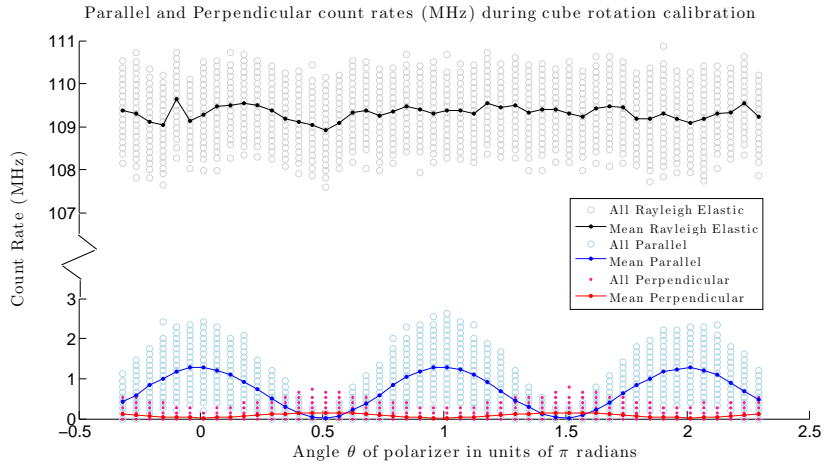 Parallel and Perpendicular count rates (MHz) during cube rotation calibration
111
110
109
108
107
3
2
1
0
Count Rate (MHz)
All Rayleigh Elastic
Mean Rayleigh Elastic
All Parallel
Mean Parallel
All Perpendicular
Mean Perpendicular
−0.5 0 0.5 1 1.5 2 2.5
Angle θ of polarizer in units of π radians